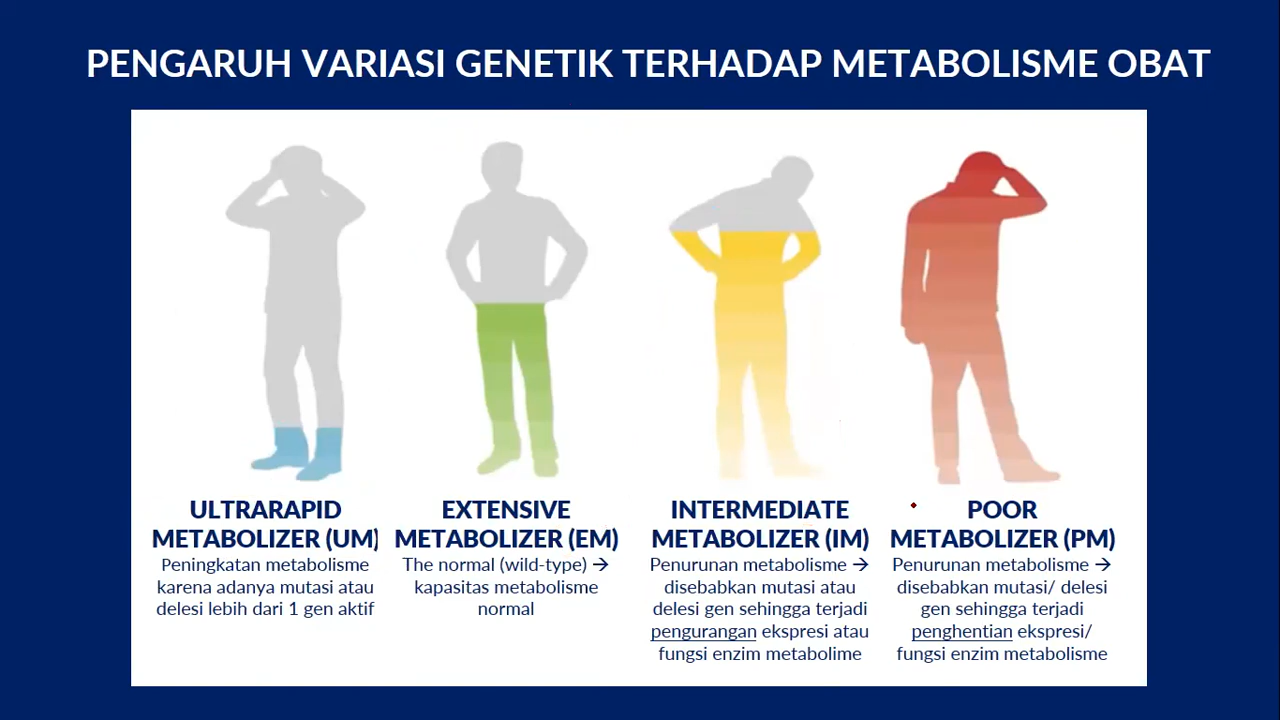 PENGARUH VARIASI GENETIK TERHADAP METABOLISME OBAT
ULTRARAPID
METABOLIZER (UM)
Peningkatan metabolisme
karena adanya mutasi atau
delesi lebih dari 1 gen aktif
EXTENSIVE
METABOLIZER (EM)
The normal (wild-type) →
kapasitas metabolisme
normal
INTERMEDIATE
METABOLIZER (IM)
Penurunan metabolisme →
disebabkan mutasi atau
delesi gen sehingga terjadi
pengurangan ekspresi atau
fungsi enzim metabolime
POOR
METABOLIZER (PM)
Penurunan metabolisme →
disebabkan mutasi/ delesi
gen sehingga terjadi
penghentian ekspresi/
fungsi enzim metabolisme